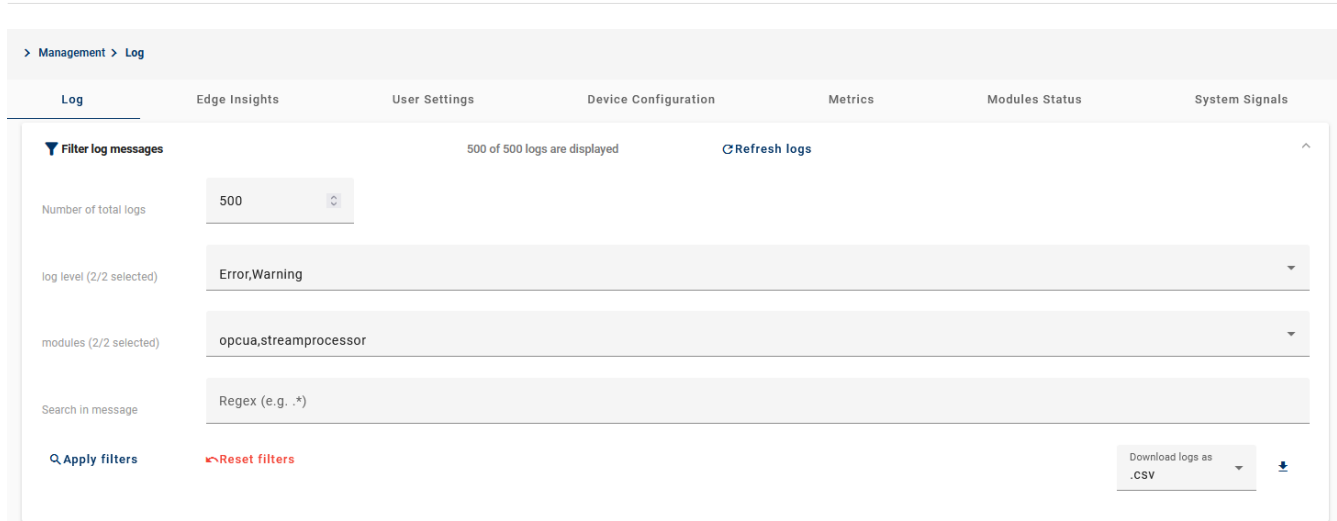 Management > Log
Log Edge Insights User Settings Device Configuration Metrics Modules Status System Signals
Filter log messages 500 of 500 logs are displayed Refresh logs
Number of total logs 500
log level (2/2 selected) Error,Warning
modules (2/2 selected) opcua,streamprocessor
Search in message Regex (e.g. .*)
Apply filters Reset filters Download logs as
.csv